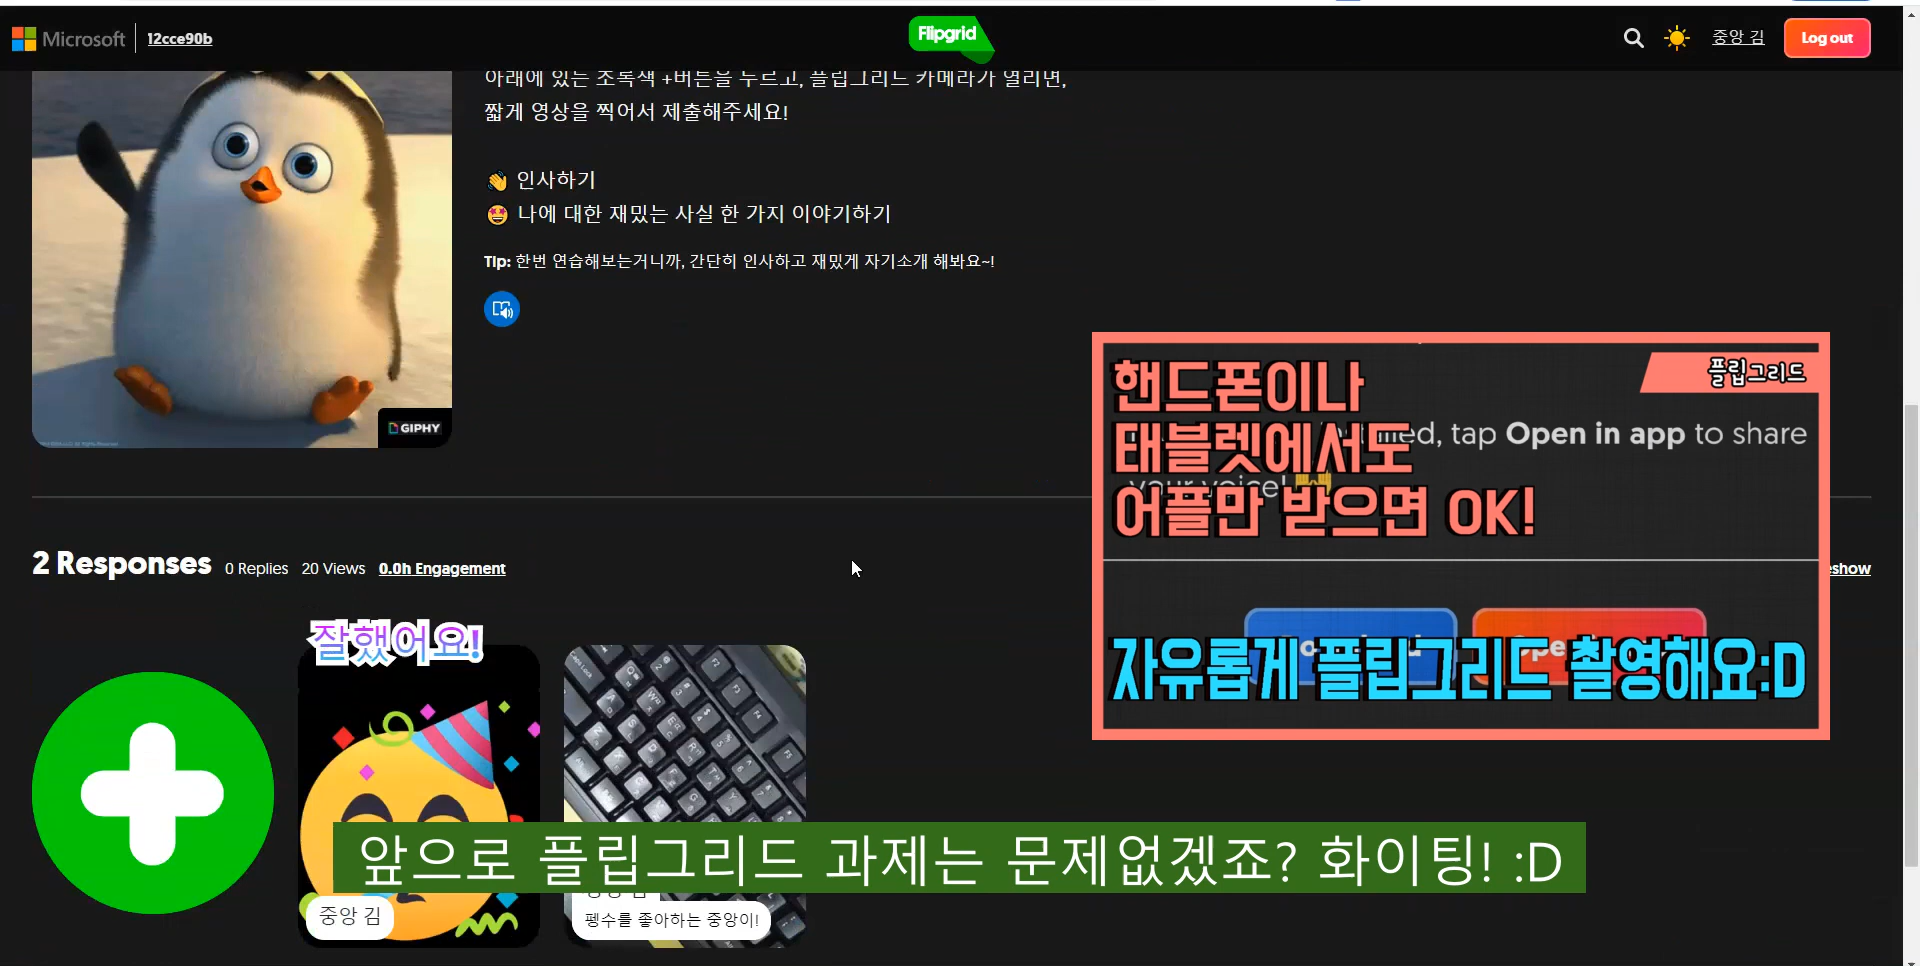 Microsoft
12cce90b
Flipgrid
중앙 김
Log out
아래에 있는 초록색 +버튼을 누르고, 플립그리드 카메라가 열리면,
짧게 영상을 찍어서 제출해주세요!
👋 인사하기
🤩 나에 대한 재밌는 사실 한 가지 이야기하기
Tip: 한번 연습해보는거니까, 간단히 인사하고 재밌게 자기소개 해봐요~!
GIPHY
플립그리드
핸드폰이나
태블렛에서도
어플만 받으면 OK!
tap Open in app to share
your voice!
자유롭게 플립그리드 촬영해요:D
2 Responses
0 Replies
20 Views
0.0h Engagement
잘했어요!
앞으로 플립그리드 과제는 문제없겠죠? 화이팅! :D
중앙 김
중앙 김
펭수를 좋아하는 중앙이!